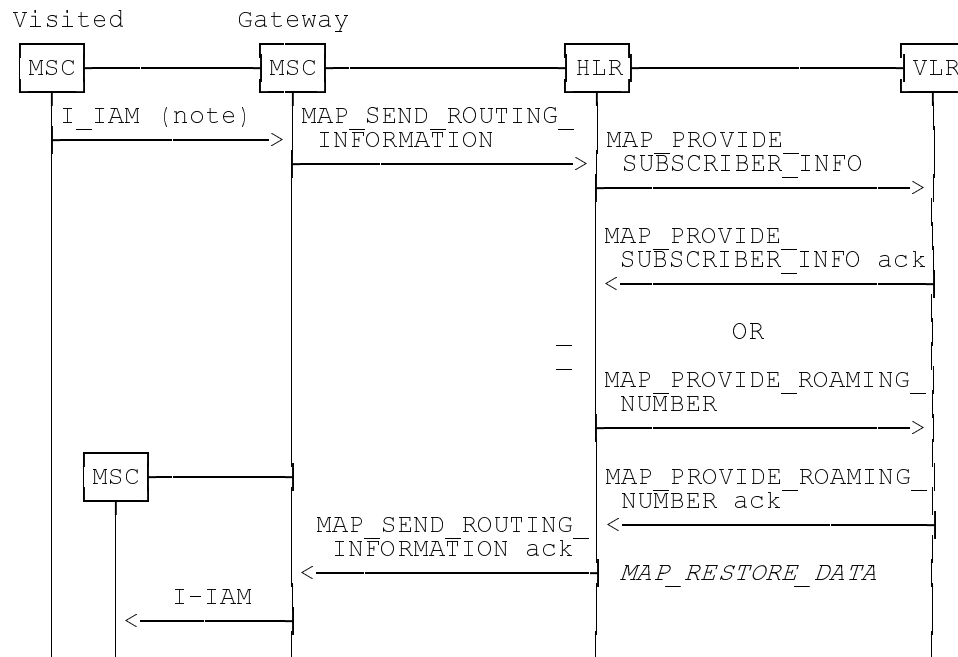 Visited Gateway
MSC MSC HLR VLR
I_IAM (note) MAP_SEND_ROUTING_
INFORMATION MAP_PROVIDE_
SUBSCRIBER_INFO
MAP_PROVIDE_
SUBSCRIBER_INFO ack
OR
MAP_PROVIDE_ROAMING_
NUMBER
MSC MAP_PROVIDE_ROAMING_
NUMBER ack
MAP_SEND_ROUTING_
INFORMATION ack
MAP_RESTORE_DATA
I-IAM